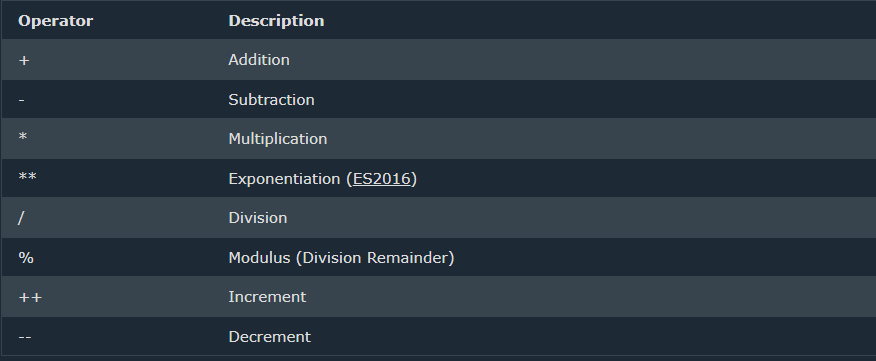 Operator Description
+ Addition
- Subtraction
* Multiplication
** Exponentiation (ES2016)
/ Division
% Modulus (Division Remainder)
++ Increment
-- Decrement